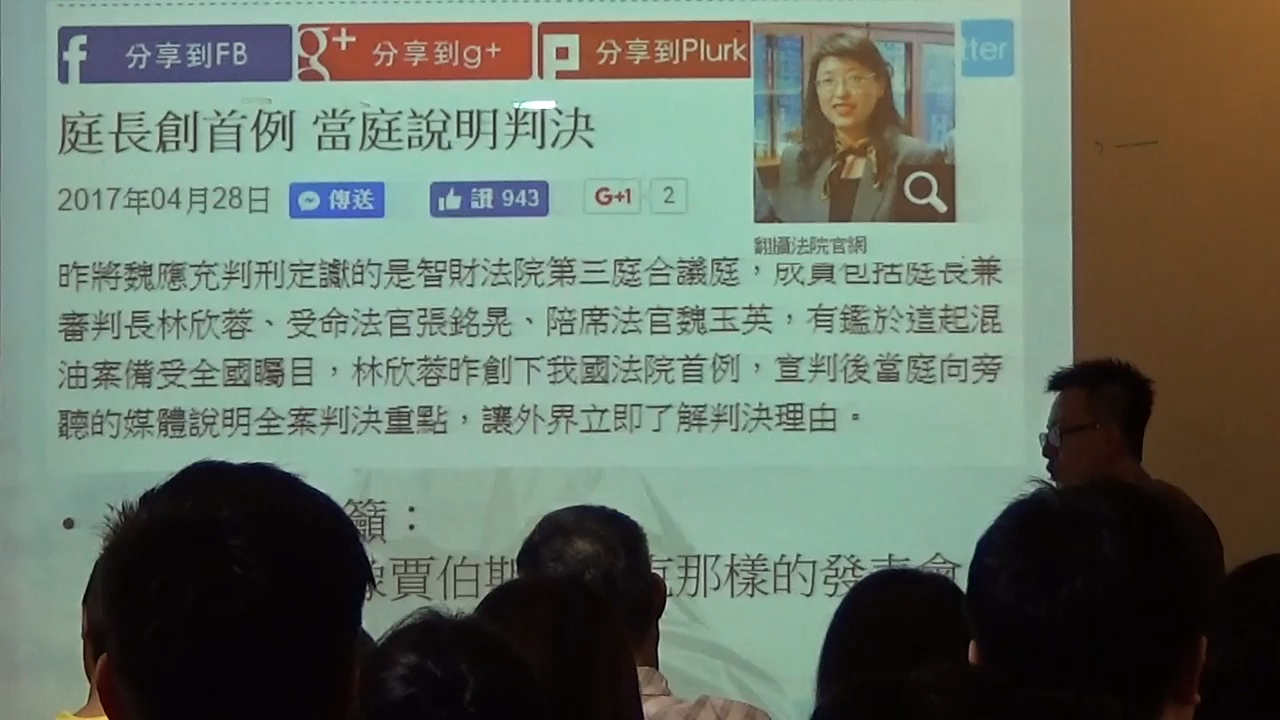 分享到FB 分享到g+ 分享到Plurk tter
庭長創首例 當庭說明判決
2017年04月28日 傳送 讚 943 G+1 2
翻攝法院官網
昨將魏應充判刑定讞的是智財法院第三庭合議庭，成員包括庭長兼
審判長林欣蓉、受命法官張銘晃、陪席法官魏玉英，有鑑於這起混
油案備受全國矚目，林欣蓉昨創下我國法院首例，宣判後當庭向旁
聽的媒體說明全案判決重點，讓外界立即了解判決理由。
籲：
像賈伯斯 克那樣的發表會